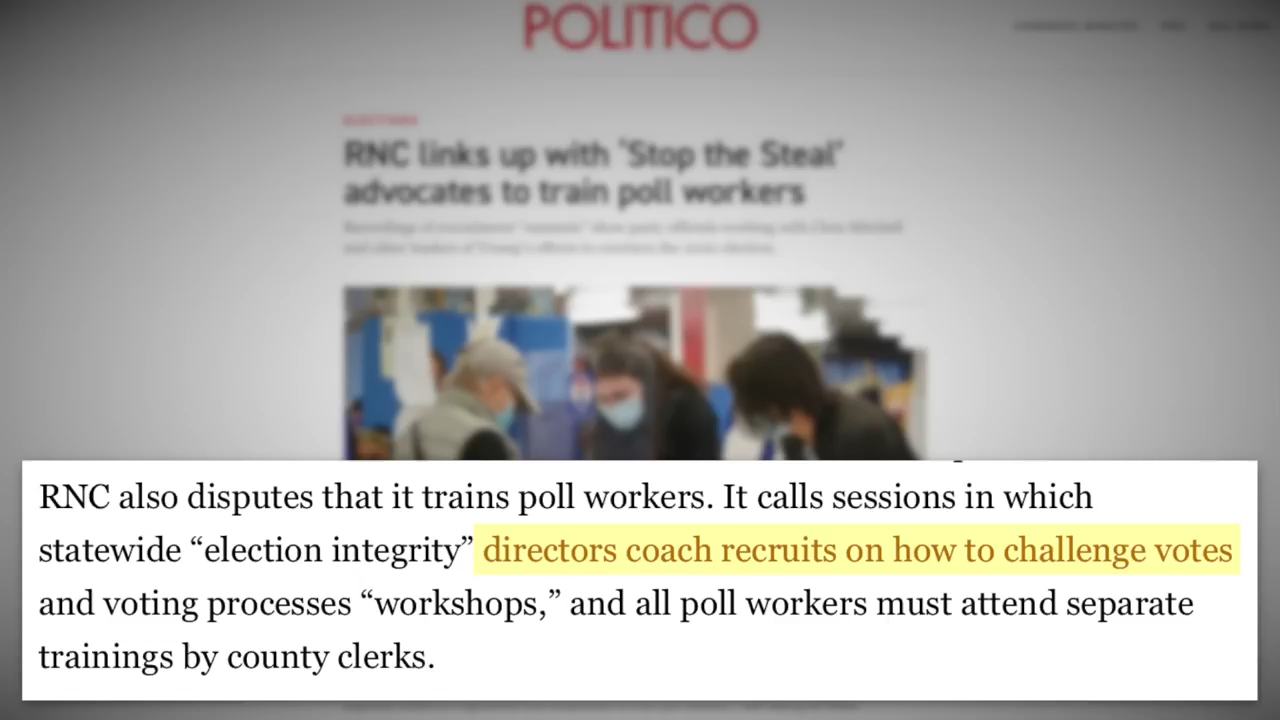 POLITICO
ELECTIONS
RNC links up with ‘Stop the Steal’
advocates to train poll workers
RNC also disputes that it trains poll workers. It calls sessions in which
statewide “election integrity” directors coach recruits on how to challenge votes
and voting processes “workshops,” and all poll workers must attend separate
trainings by county clerks.